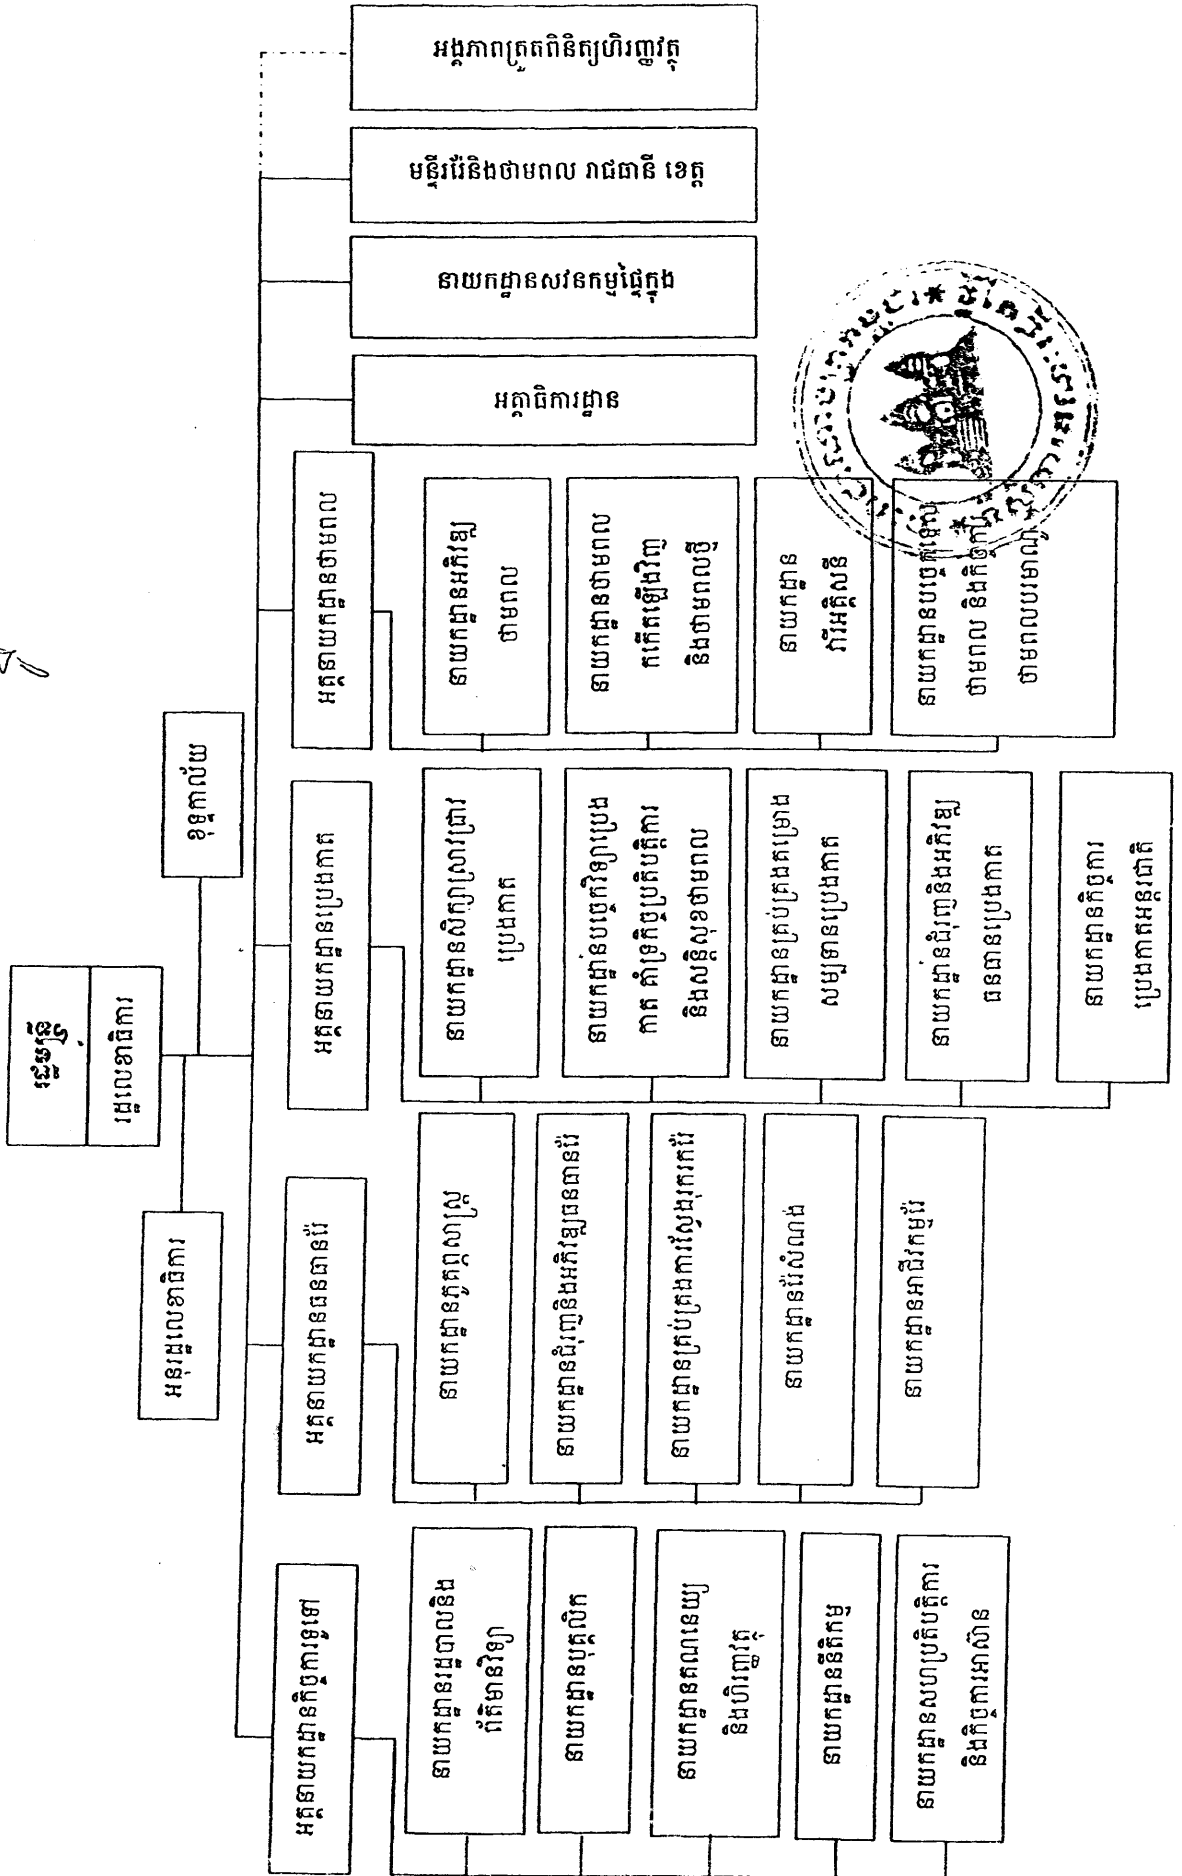 រដ្ឋមន្ត្រី
រដ្ឋលេខាធិការ
អនុរដ្ឋលេខាធិការ
ខុទ្ទកាល័យ
អគ្គនាយកដ្ឋានកិច្ចការទូទៅ
នាយកដ្ឋានរដ្ឋបាលនិង
ព័ត៌មានវិទ្យា
នាយកដ្ឋានបុគ្គលិក
នាយកដ្ឋានគណនេយ្យ
និងហិរញ្ញវត្ថុ
នាយកដ្ឋាននីតិកម្ម
នាយកដ្ឋានសហប្រតិបត្តិការ
និងកិច្ចការអាស៊ាន
អគ្គនាយកដ្ឋានធនធានរ៉ែ
នាយកដ្ឋានភូគព្ភសាស្ត្រ
នាយកដ្ឋានជំរុញនិងអភិវឌ្ឍធនធានរ៉ែ
នាយកដ្ឋានគ្រប់គ្រងការស្វែងរុករករ៉ែ
នាយកដ្ឋានរ៉ែសំណង់
នាយកដ្ឋានអាជីវកម្មរ៉ែ
អគ្គនាយកដ្ឋានប្រេងកាត
នាយកដ្ឋានសិក្សាស្រាវជ្រាវ
ប្រេងកាត
នាយកដ្ឋានបច្ចេកវិទ្យាប្រេង
កាត គាំទ្រកិច្ចប្រតិបត្តិការ
និងសន្តិសុខថាមពល
នាយកដ្ឋានគ្រប់គ្រងគម្រោង
សម្បទានប្រេងកាត
នាយកដ្ឋានជំរុញនិងអភិវឌ្ឍ
ធនធានប្រេងកាត
នាយកដ្ឋានកិច្ចការ
ប្រេងកាតអន្តរជាតិ
អគ្គនាយកដ្ឋានថាមពល
នាយកដ្ឋានអភិវឌ្ឍ
ថាមពល
នាយកដ្ឋានថាមពល
កកើតឡើងវិញ
និងថាមពលថ្មី
នាយកដ្ឋាន
វារីអគ្គិសនី
នាយកដ្ឋានបច្ចេកទេស
ថាមពល និងកិច្ចការ
ថាមពលបរមាណូ
អគ្គាធិការដ្ឋាន
នាយកដ្ឋានសវនកម្មផ្ទៃក្នុង
មន្ទីររ៉ែនិងថាមពល រាជធានី ខេត្ត
អង្គភាពត្រួតពិនិត្យហិរញ្ញវត្ថុ